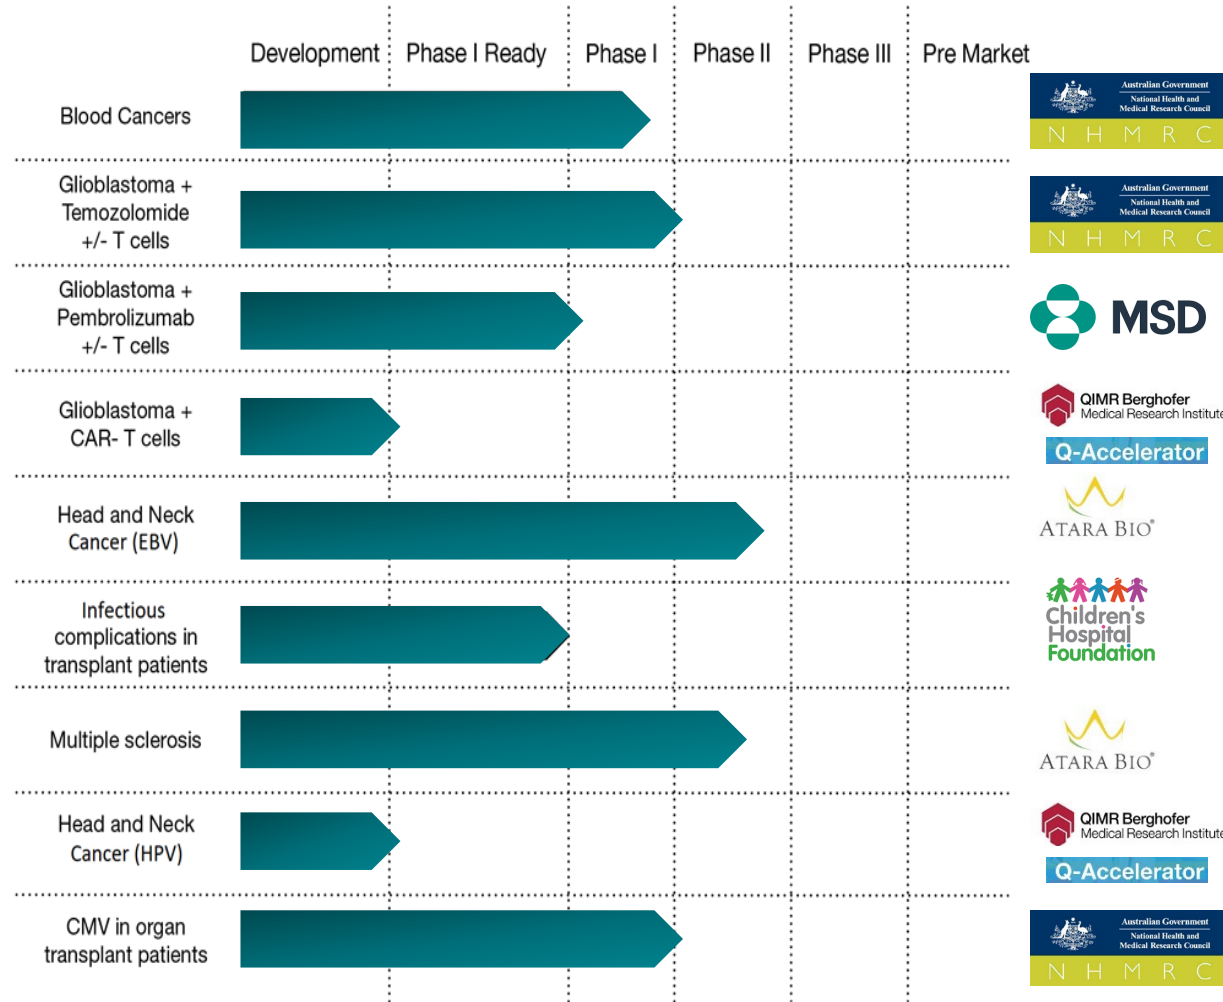 Development Phase I Ready Phase I Phase II Phase III Pre Market
Blood Cancers
Australian Government
National Health and
Medical Research Council
N H M R C
Glioblastoma +
Temozolomide
+/- T cells
Australian Government
National Health and
Medical Research Council
N H M R C
Glioblastoma +
Pembrolizumab
+/- T cells
MSD
Glioblastoma +
CAR- T cells
QIMR Berghofer
Medical Research Institute
Q-Accelerator
Head and Neck
Cancer (EBV)
ATARA BIO®
Infectious
complications in
transplant patients
Children's
Hospital
Foundation
Multiple sclerosis
ATARA BIO®
Head and Neck
Cancer (HPV)
QIMR Berghofer
Medical Research Institute
Q-Accelerator
CMV in organ
transplant patients
Australian Government
National Health and
Medical Research Council
N H M R C